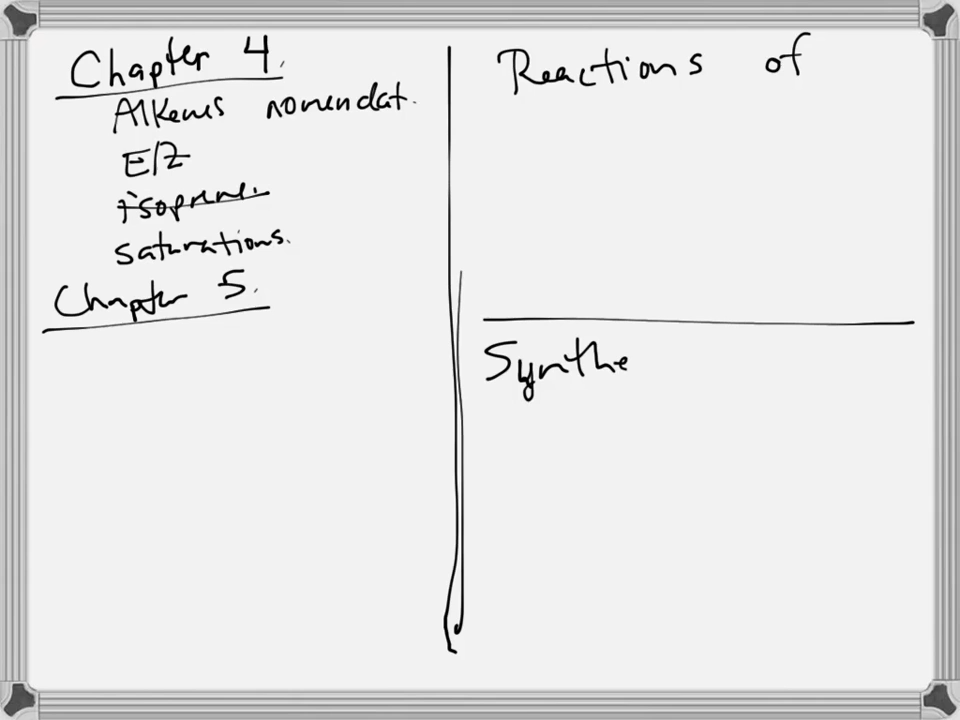 Chapter 4.
Alkenes nomenclat.
E/Z
isoprene.
saturations.
Chapter 5.
Reactions of
Synthe